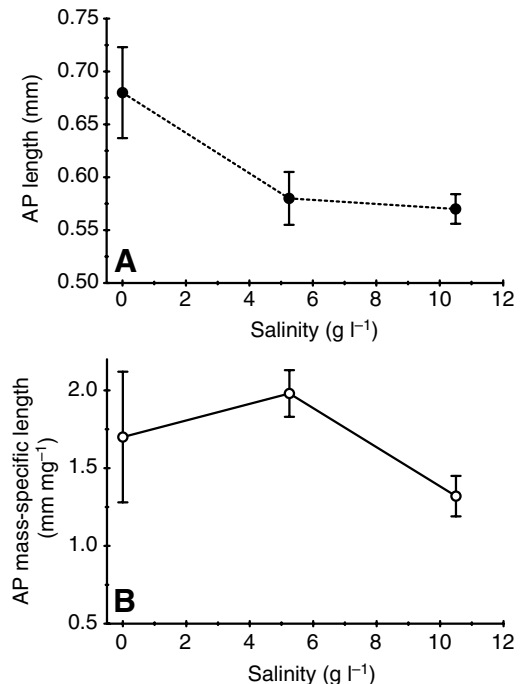 0.75
0.70
0.65
0.60
0.55
0.50
AP length (mm)
A
0 2 4 6 8 10 12
Salinity (g l⁻¹)
2.0
1.5
1.0
0.5
AP mass-specific length
(mm mg⁻¹)
B
0 2 4 6 8 10 12
Salinity (g l⁻¹)